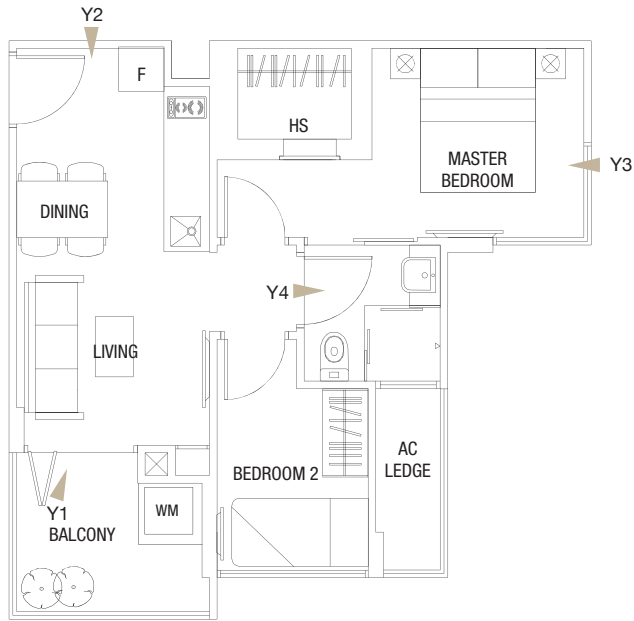 Y2
F
HS
MASTER
BEDROOM
Y3
DINING
Y4
LIVING
BEDROOM 2
AC
LEDGE
Y1
BALCONY
WM